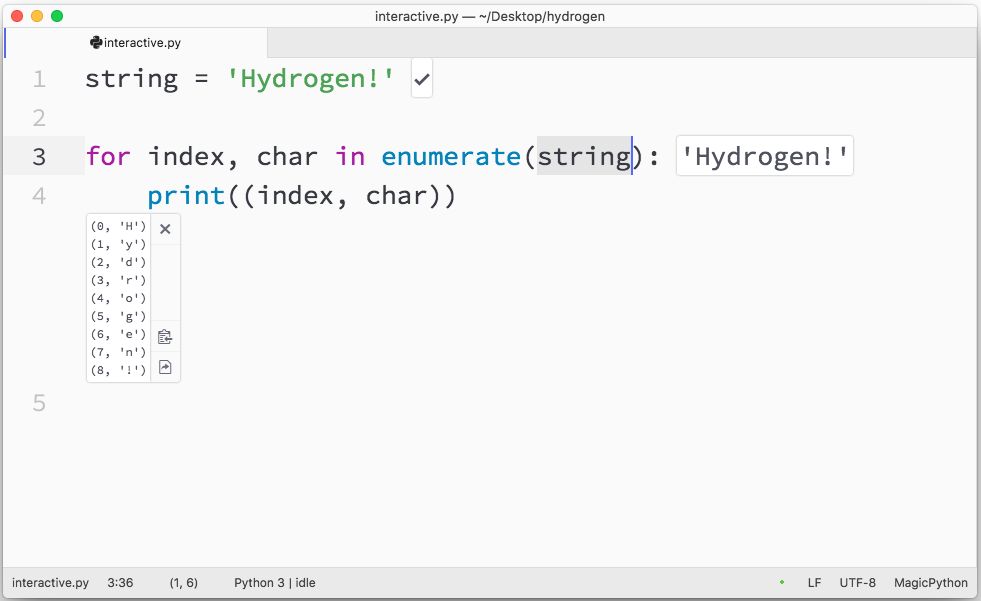 interactive.py — ~/Desktop/hydrogen
interactive.py
1 string = 'Hydrogen!'
2
3 for index, char in enumerate(string): 'Hydrogen!'
4     print((index, char))
(0, 'H')
(1, 'y')
(2, 'd')
(3, 'r')
(4, 'o')
(5, 'g')
(6, 'e')
(7, 'n')
(8, '!')
5
interactive.py 3:36 (1, 6) Python 3 | idle LF UTF-8 MagicPython